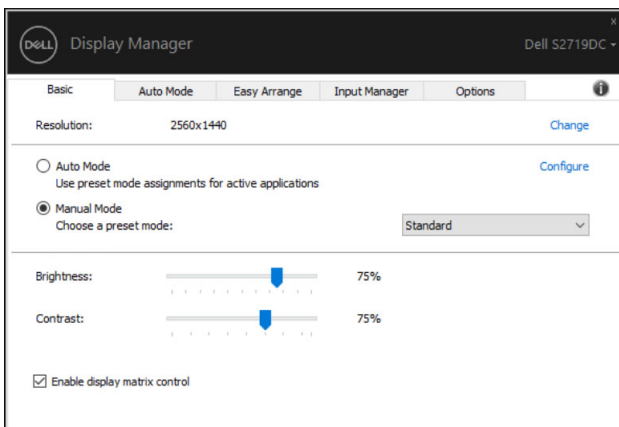 x
DELL Display Manager Dell S2719DC
Basic Auto Mode Easy Arrange Input Manager Options
Resolution: 2560x1440 Change
Auto Mode Configure
Use preset mode assignments for active applications
Manual Mode
Choose a preset mode: Standard
Brightness: 75%
Contrast: 75%
Enable display matrix control